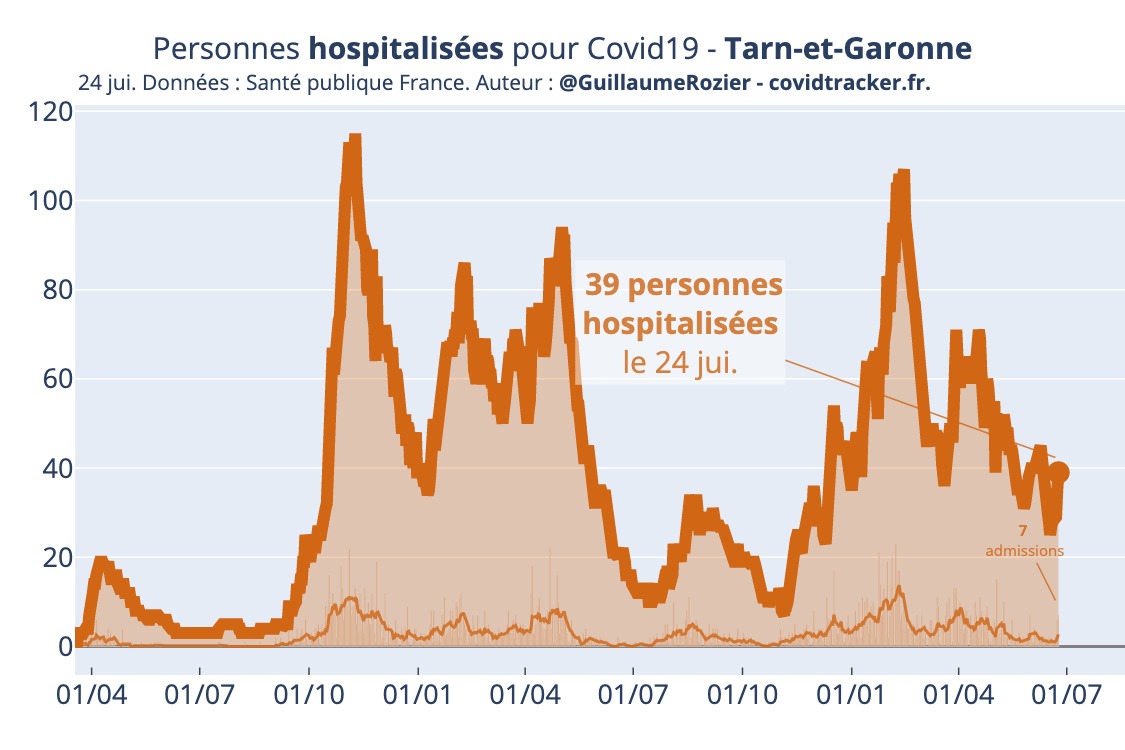 Personnes hospitalisées pour Covid19 - Tarn-et-Garonne
24 jui. Données : Santé publique France. Auteur : @GuillaumeRozier - covidtracker.fr.
120
100
80
60
40
20
0
39 personnes
hospitalisées
le 24 jui.
7
admissions
01/04 01/07 01/10 01/01 01/04 01/07 01/10 01/01 01/04 01/07